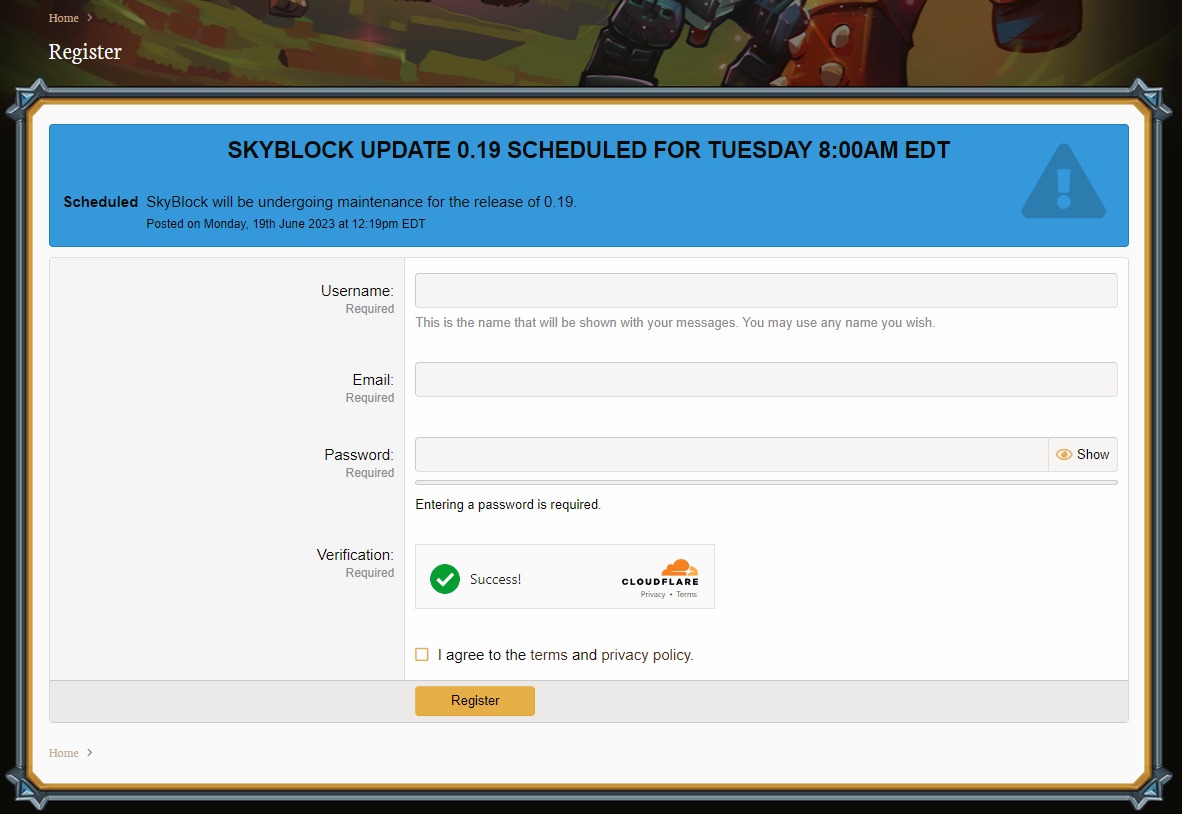 Home
Register
SKYBLOCK UPDATE 0.19 SCHEDULED FOR TUESDAY 8:00AM EDT
Scheduled SkyBlock will be undergoing maintenance for the release of 0.19.
Posted on Monday, 19th June 2023 at 12:19pm EDT
Username:
Required
This is the name that will be shown with your messages. You may use any name you wish.
Email:
Required
Password:
Required
Show
Entering a password is required.
Verification:
Required
Success!
CLOUDFLARE
Privacy • Terms
I agree to the terms and privacy policy.
Register
Home